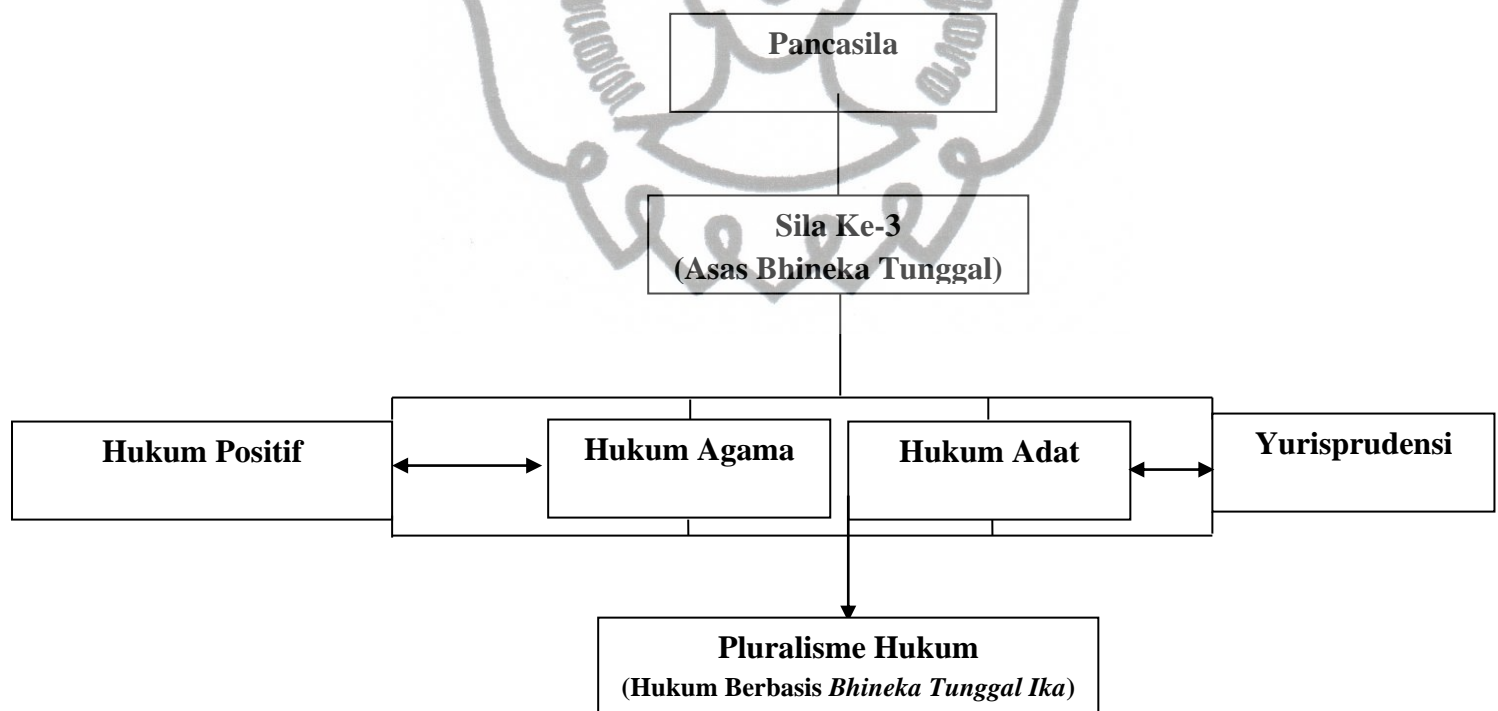 Pancasila
Sila Ke-3
(Asas Bhineka Tunggal)
Hukum Positif
Hukum Agama
Hukum Adat
Yurisprudensi
Pluralisme Hukum
(Hukum Berbasis Bhineka Tunggal Ika)